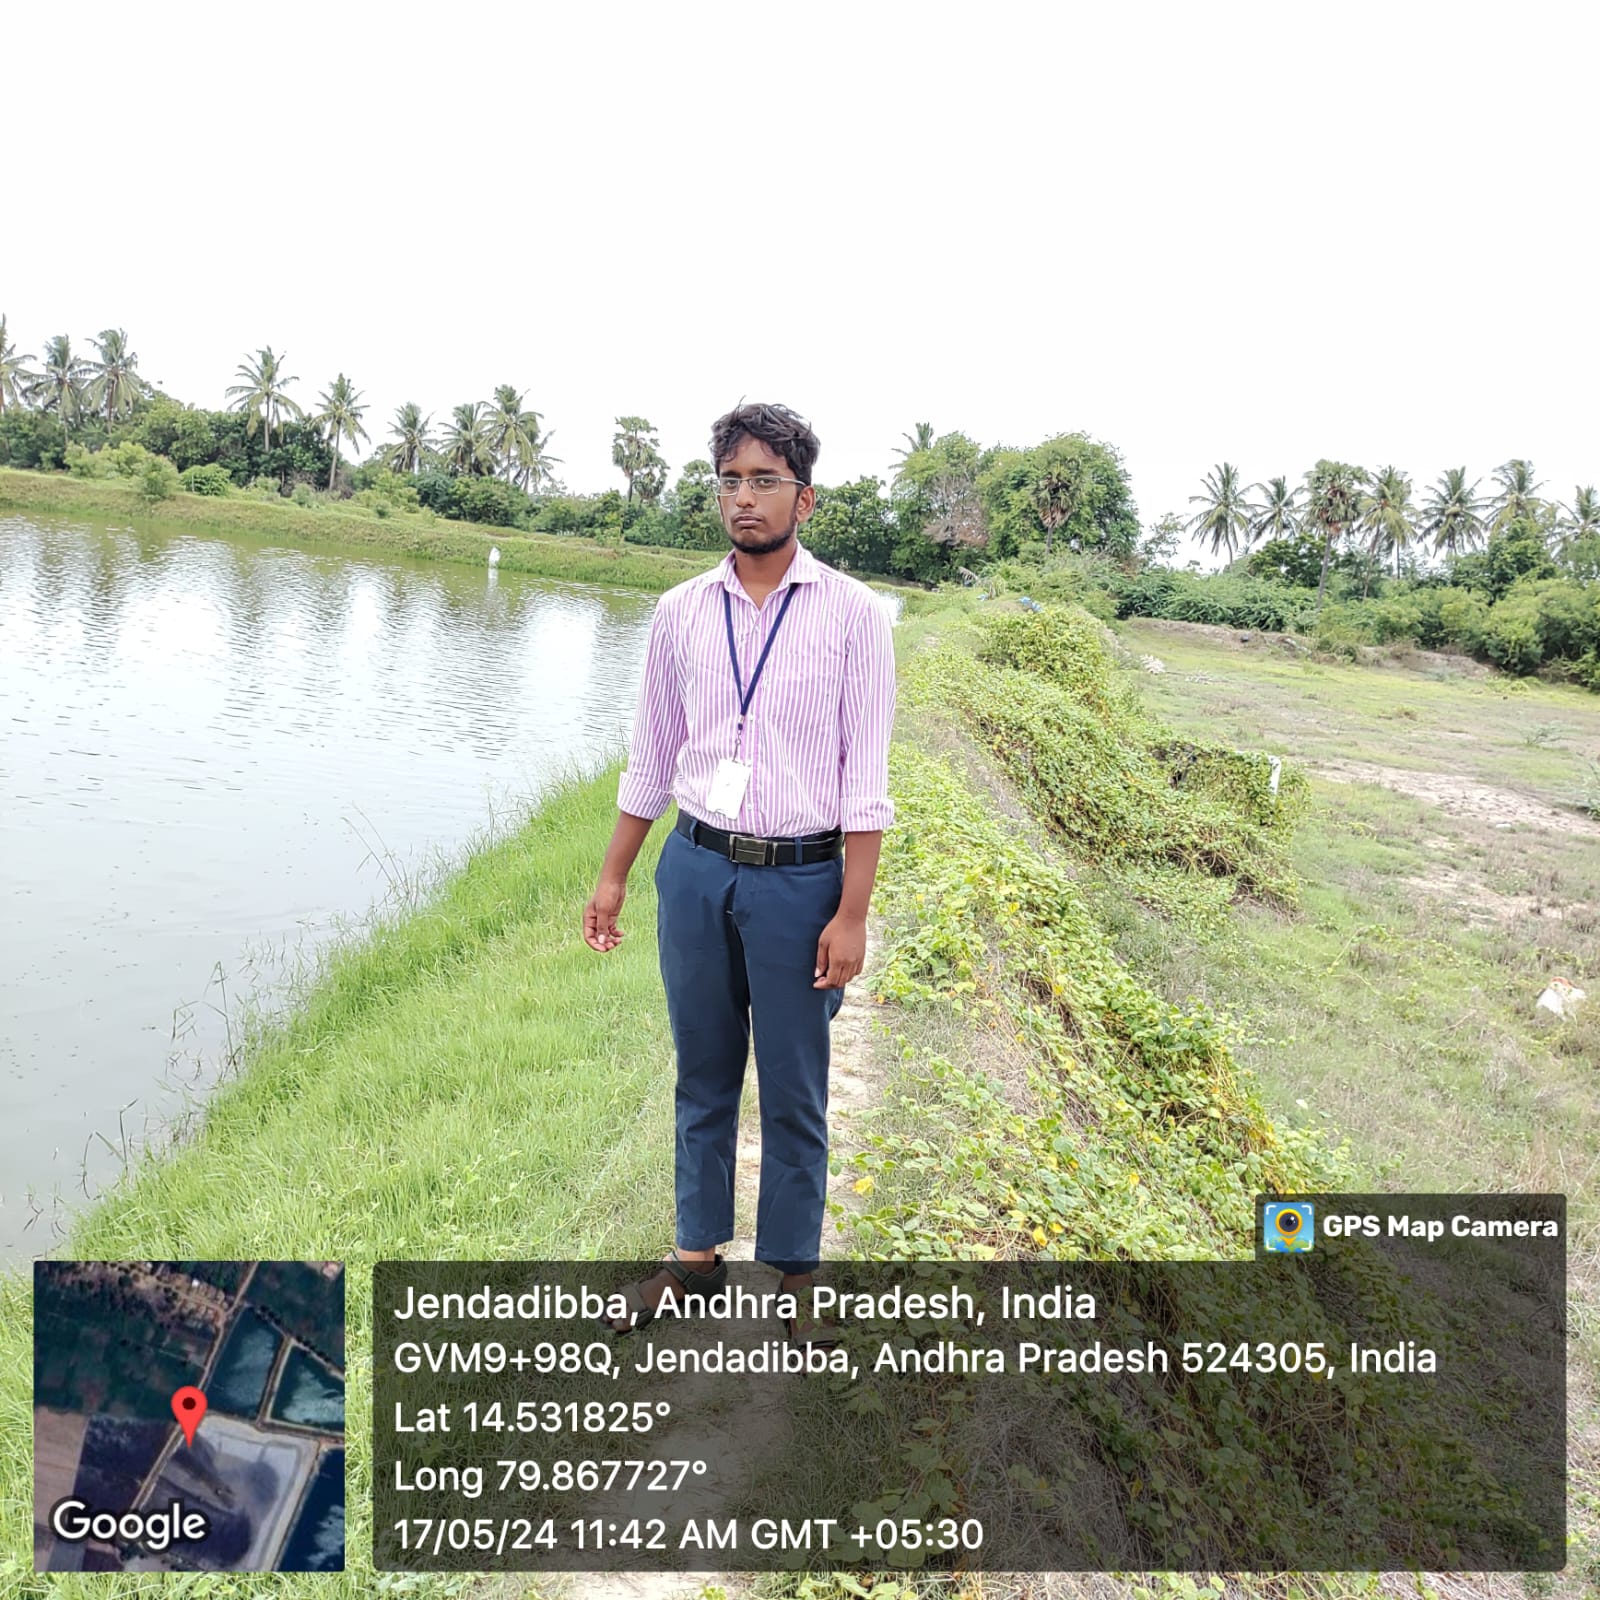 GPS Map Camera
Jendadibba, Andhra Pradesh, India
GVM9+98Q, Jendadibba, Andhra Pradesh 524305, India
Lat 14.531825°
Long 79.867727°
17/05/24 11:42 AM GMT +05:30
Google